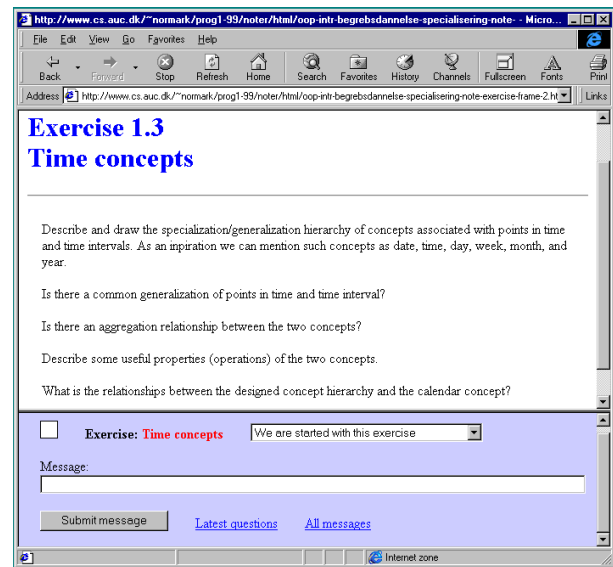 http://www.cs.auc.dk/~normark/prog1-99/noter/html/oop-intr-begrebsdannelse-specialisering-note- - Micro...
File Edit View Go Favorites Help
Back Forward Stop Refresh Home Search Favorites History Channels Fullscreen Fonts Print
Address http://www.cs.auc.dk/~normark/prog1-99/noter/html/oop-intr-begrebsdannelse-specialisering-note-exercise-frame-2.ht Links
Exercise 1.3
Time concepts
Describe and draw the specialization/generalization hierarchy of concepts associated with points in time
and time intervals. As an inpiration we can mention such concepts as date, time, day, week, month, and
year.
Is there a common generalization of points in time and time interval?
Is there an aggregation relationship between the two concepts?
Describe some useful properties (operations) of the two concepts.
What is the relationships between the designed concept hierarchy and the calendar concept?
Exercise: Time concepts We are started with this exercise
Message:
Submit message Latest questions All messages
Internet zone